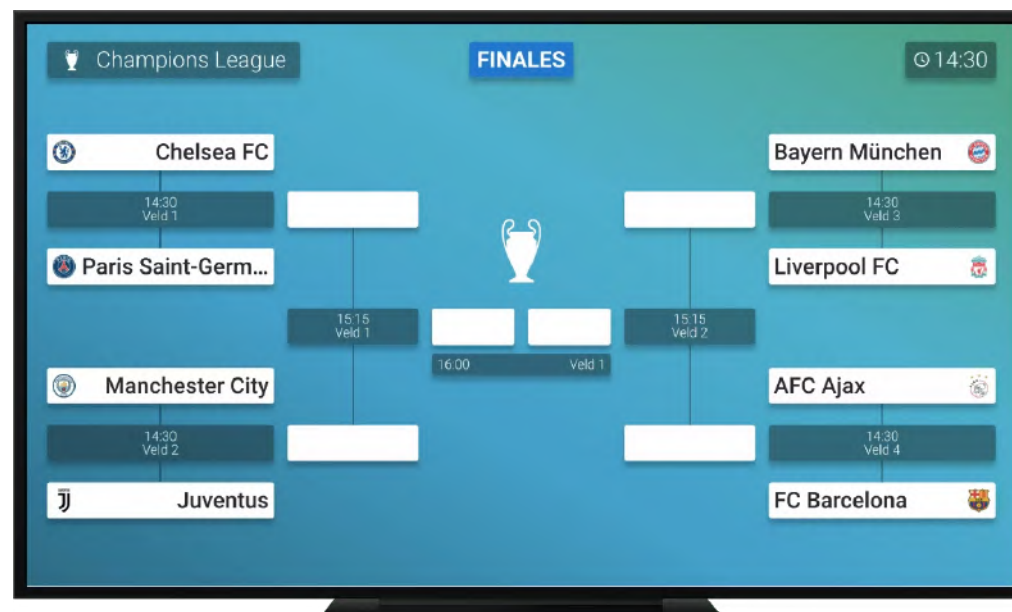 Champions League
FINALES
14:30
Chelsea FC
14:30
Veld 1
Paris Saint-Germ...
Manchester City
14:30
Veld 2
Juventus
15:15
Veld 1
16:00 Veld 1
15:15
Veld 2
Bayern München
14:30
Veld 3
Liverpool FC
AFC Ajax
14:30
Veld 4
FC Barcelona